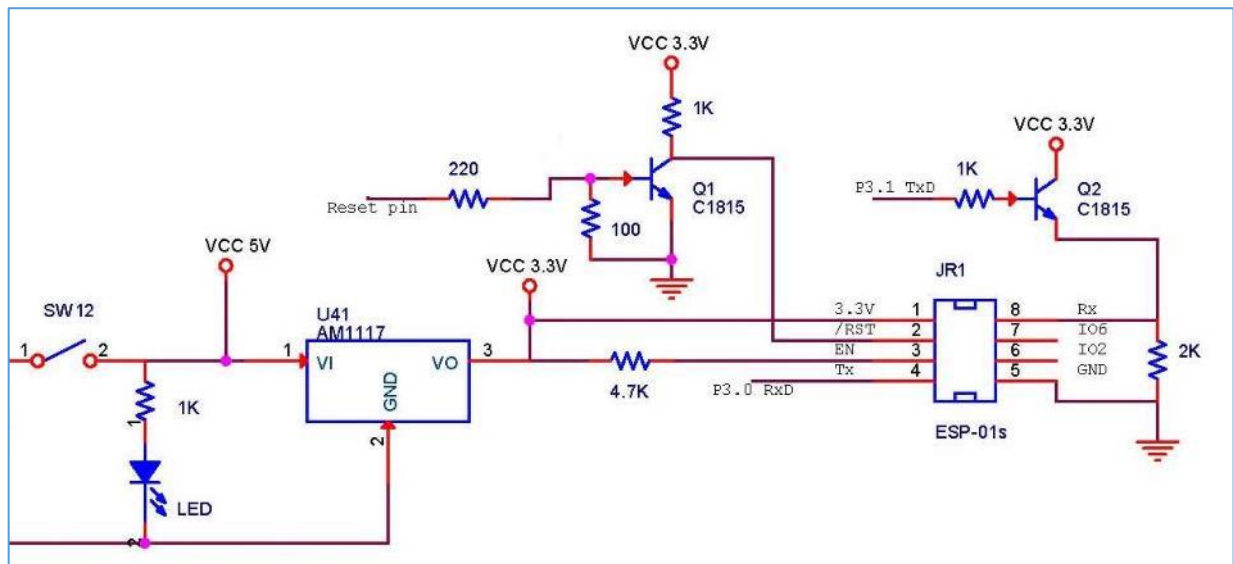 VCC 3.3V
1K
220
Reset pin
Q1
C1815
100
VCC 3.3V
1K
P3.1 TxD
Q2
C1815
VCC 5V
SW12
1
2
1K
1
LED
2
U41
AM1117
1
VI
VO
3
GND
2
VCC 3.3V
4.7K
JR1
3.3V
1
8
Rx
/RST
2
7
IO6
EN
3
6
IO2
Tx
4
5
GND
P3.0 RxD
2K
ESP-01s